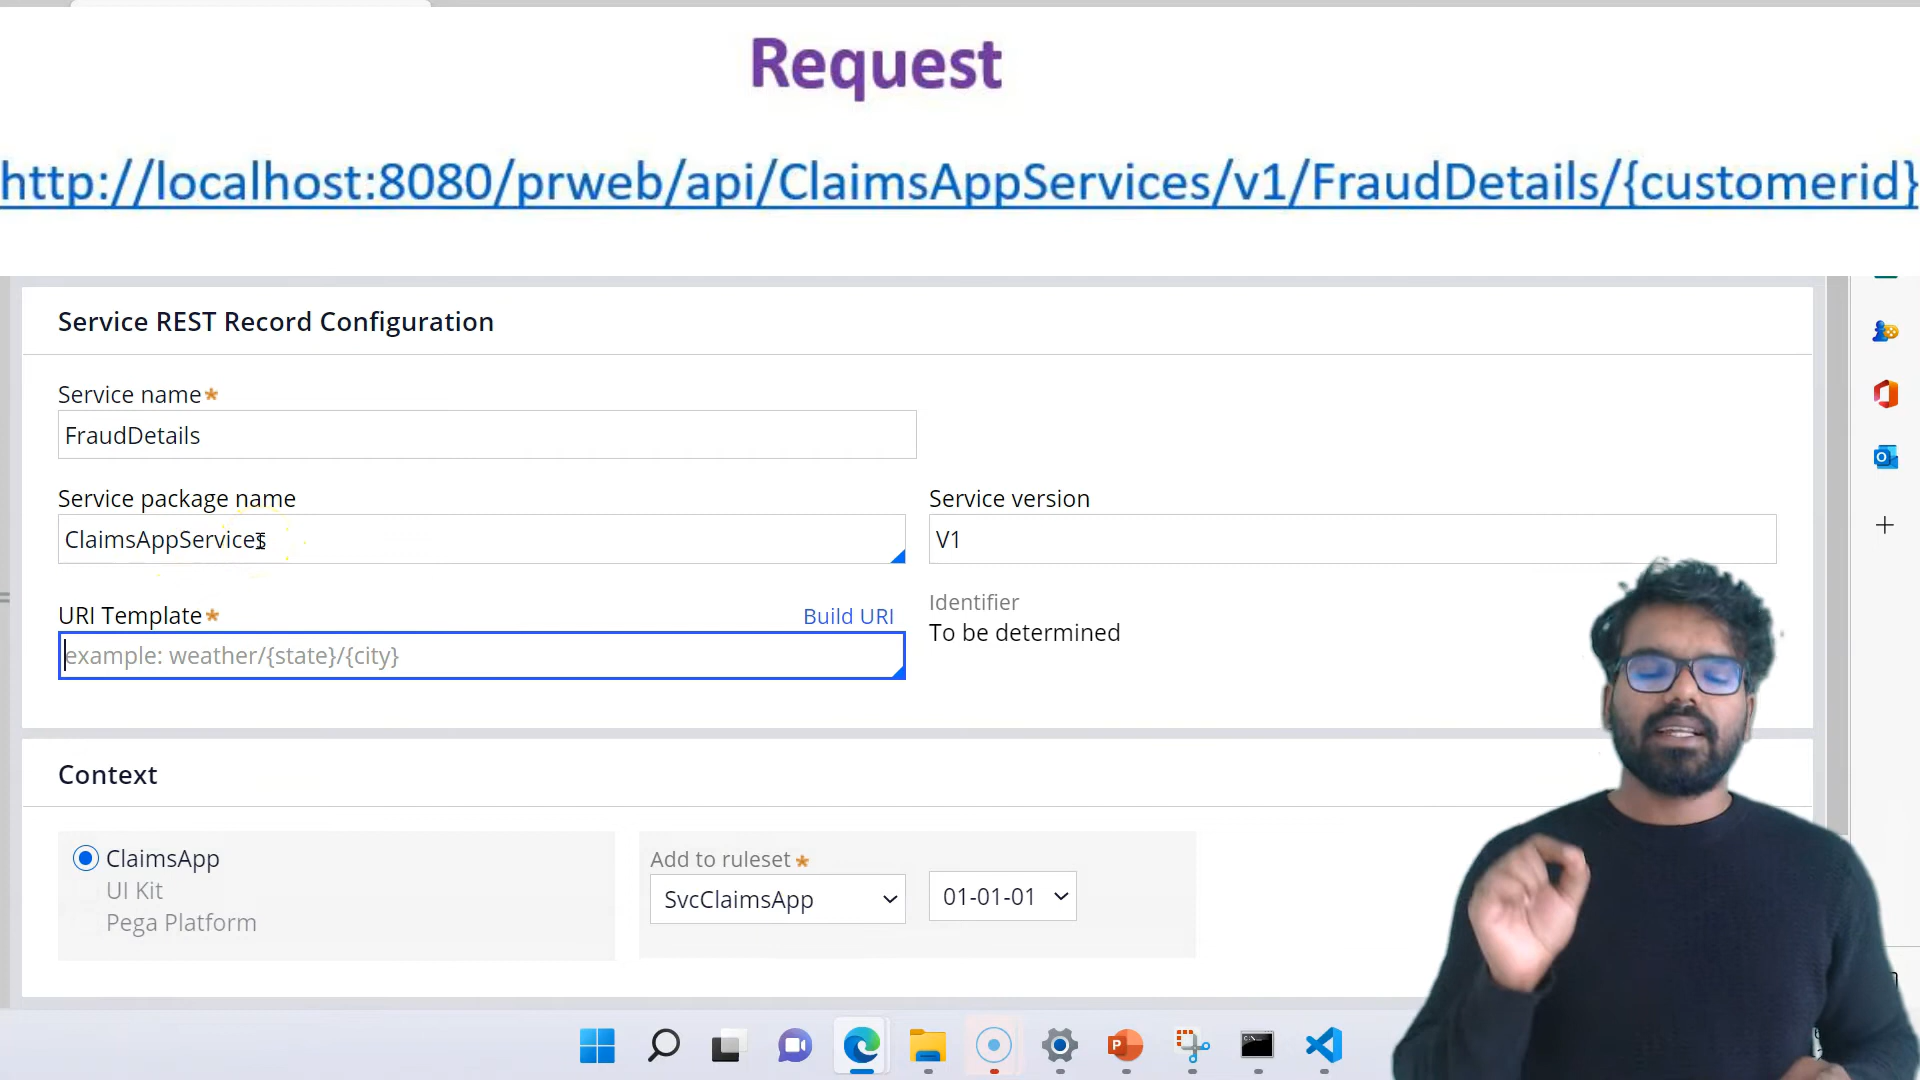 Request
http://localhost:8080/prweb/api/ClaimsAppServices/v1/FraudDetails/{customerid}
Service REST Record Configuration
Service name*
FraudDetails
Service package name
Service version
ClaimsAppServices
V1
URI Template*
Build URI
Identifier
example: weather/{state}/{city}
To be determined
Context
ClaimsApp
UI Kit
Pega Platform
Add to ruleset *
SvcClaimsApp
01-01-01